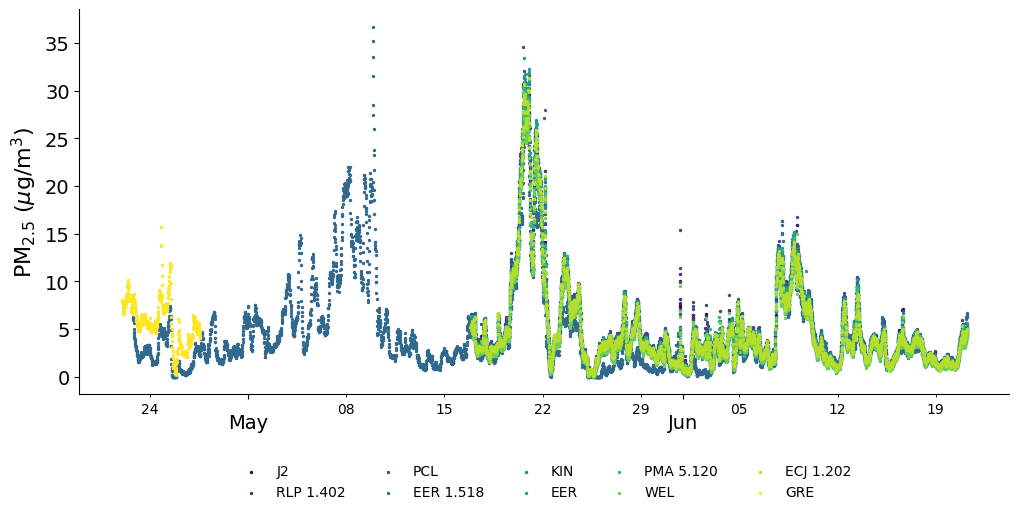 PM2.5 (μg/m3)
35
30
25
20
15
10
5
0
24 08 15 22 29 05 12 19
May Jun
J2 PCL KIN PMA 5.120 ECJ 1.202
RLP 1.402 EER 1.518 EER WEL GRE